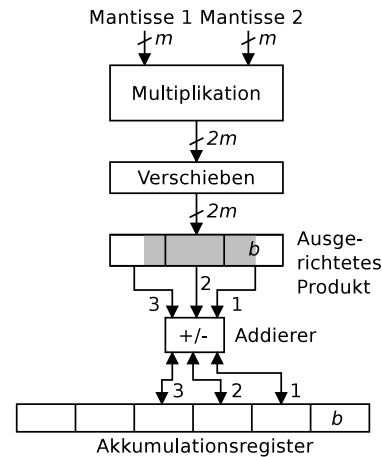 Mantisse 1 Mantisse 2
m m
Multiplikation
2m
Verschieben
2m
b
Ausge-
richtetes
Produkt
3 2 1
+/-
Addierer
3 2 1
b
Akkumulationsregister